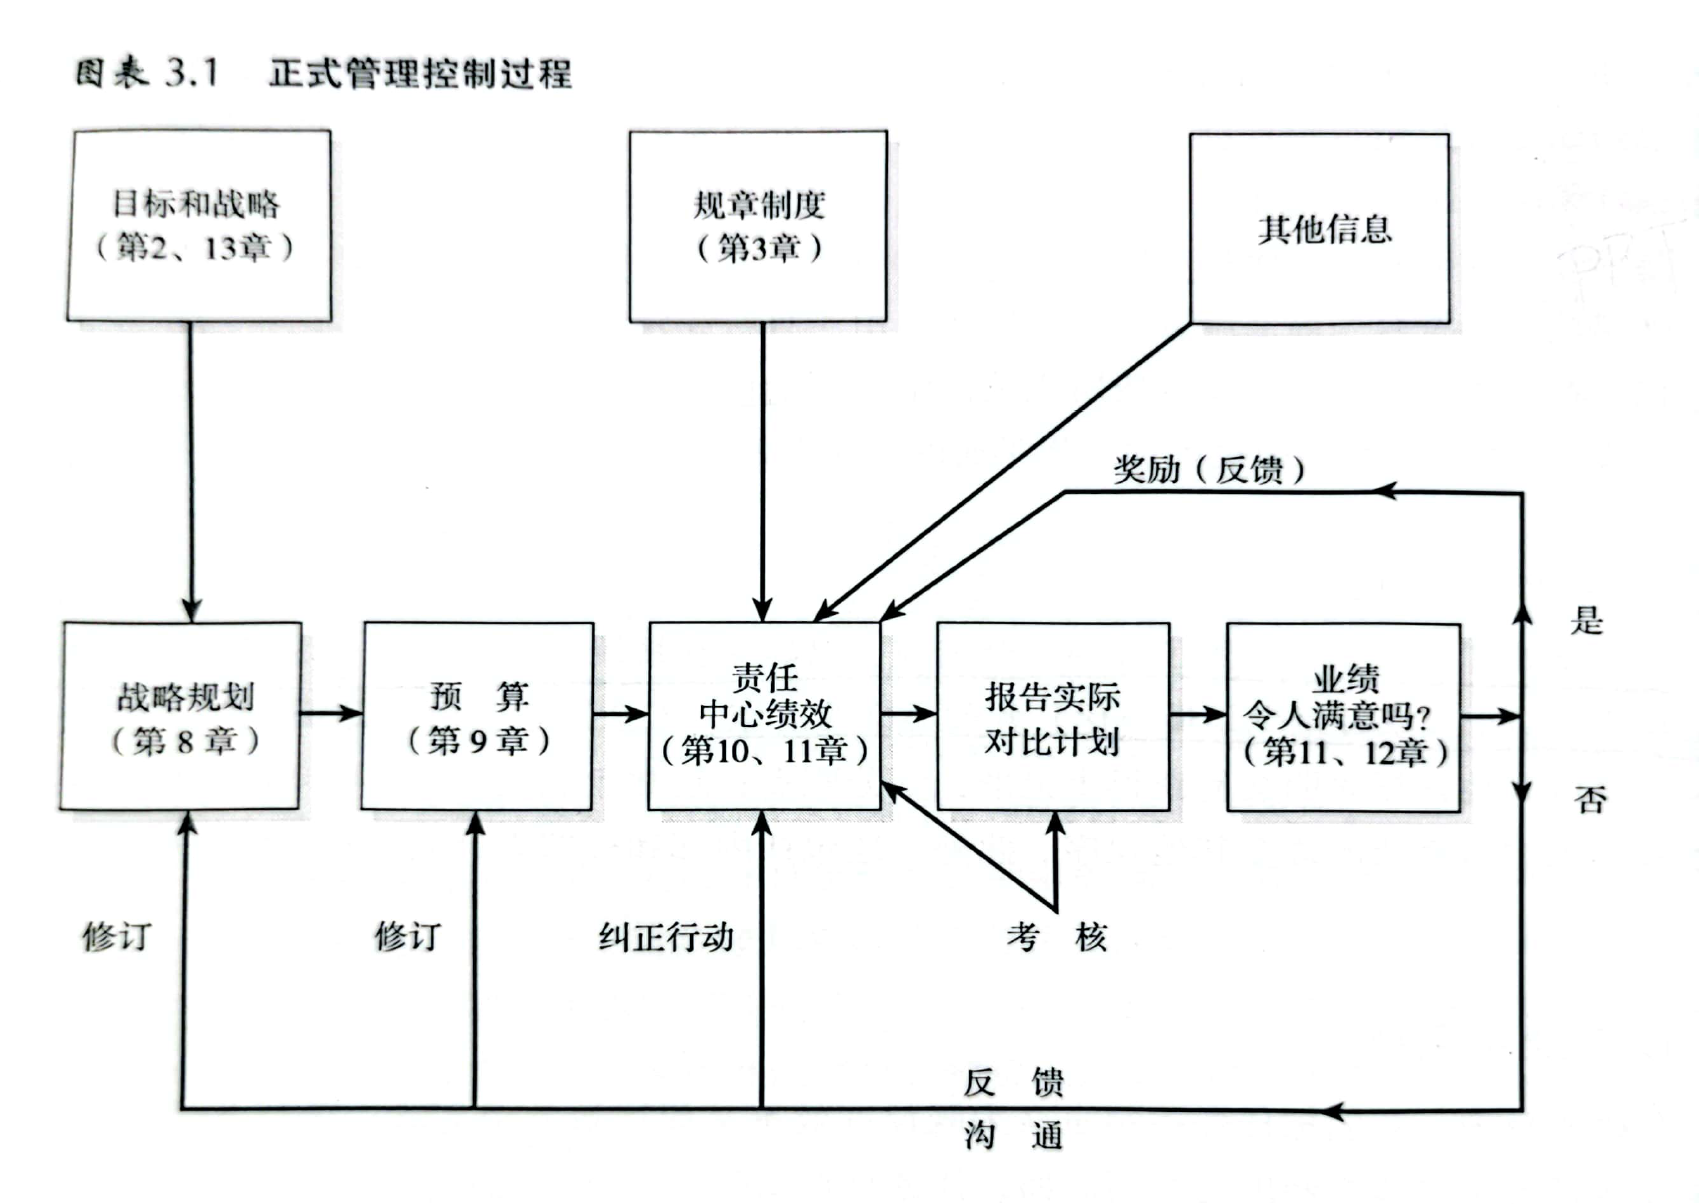 图表 3.1 正式管理控制过程
目标和战略
（第2、13章）
规章制度
（第3章）
其他信息
奖励（反馈）
是
战略规划
（第 8 章）
预 算
（第 9 章）
责任
中心绩效
（第10、11章）
报告实际
对比计划
业绩
令人满意吗？
（第11、12章）
否
修订
修订
纠正行动
考 核
反 馈
沟 通